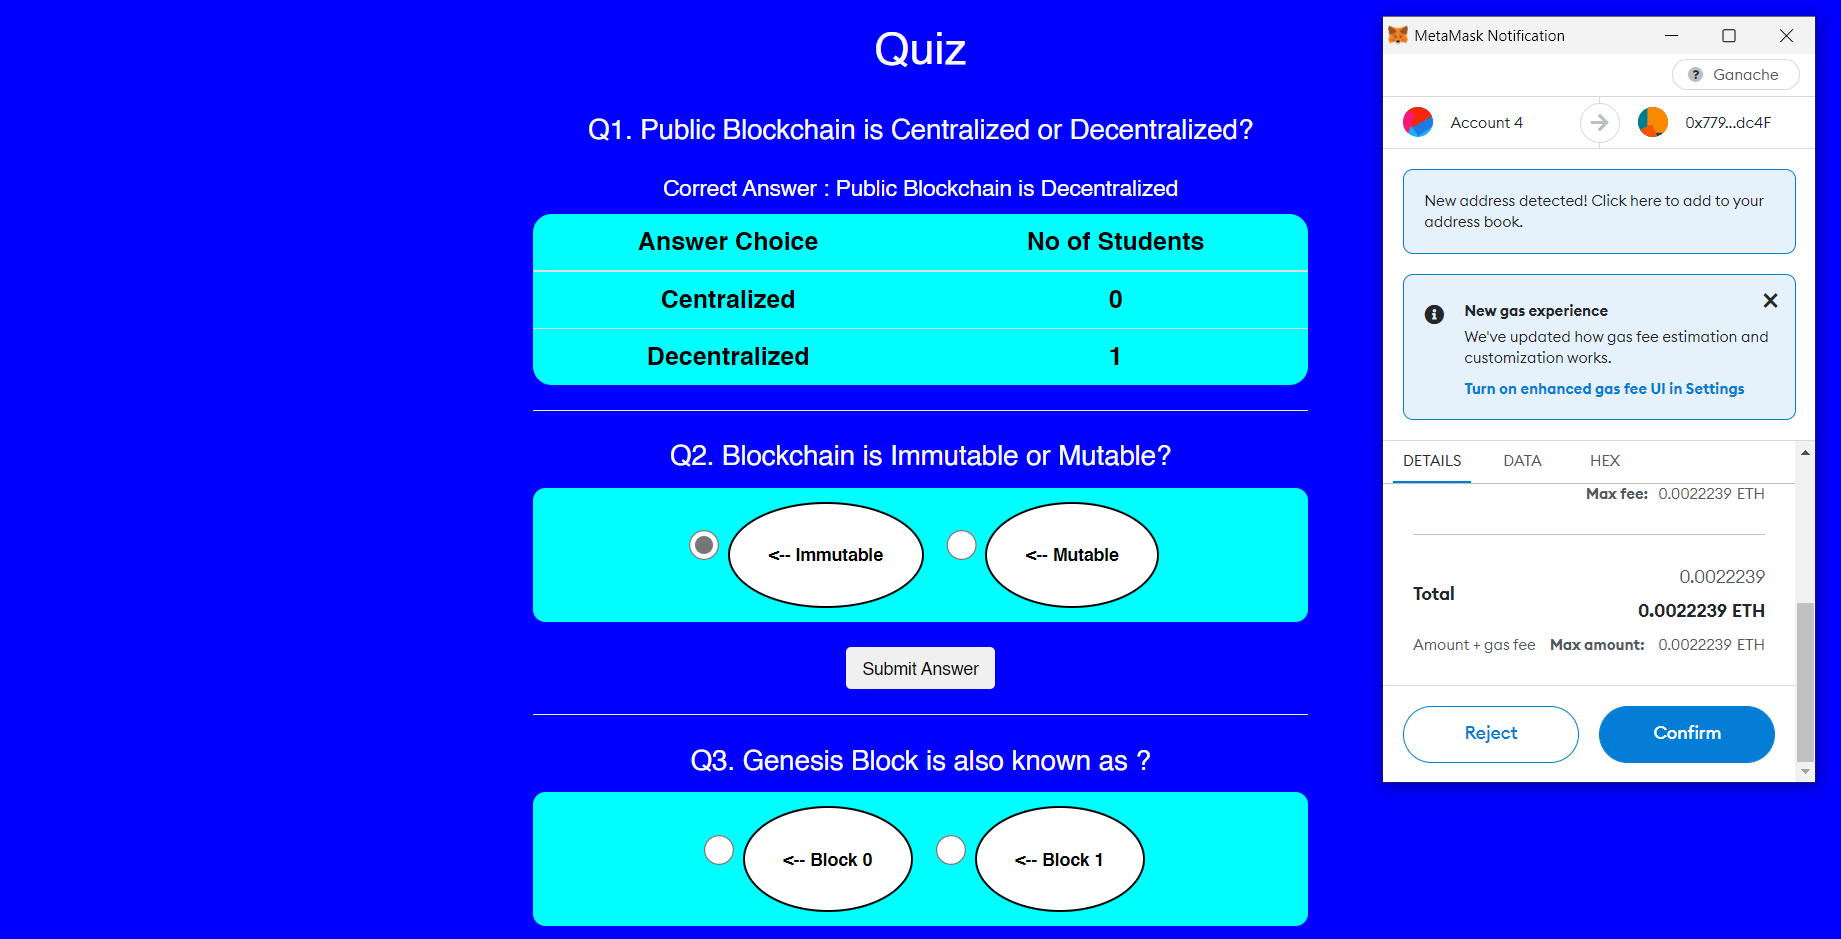 Quiz
Q1. Public Blockchain is Centralized or Decentralized?
Correct Answer : Public Blockchain is Decentralized
Answer Choice No of Students
Centralized 0
Decentralized 1
Q2. Blockchain is Immutable or Mutable?
<-- Immutable <-- Mutable
Submit Answer
Q3. Genesis Block is also known as ?
<-- Block 0 <-- Block 1
MetaMask Notification
? Ganache
Account 4 0x779...dc4F
New address detected! Click here to add to your
address book.
New gas experience
We've updated how gas fee estimation and
customization works.
Turn on enhanced gas fee UI in Settings
DETAILS DATA HEX
Max fee: 0.0022239 ETH
0.0022239
Total
0.0022239 ETH
Amount + gas fee Max amount: 0.0022239 ETH
Reject Confirm